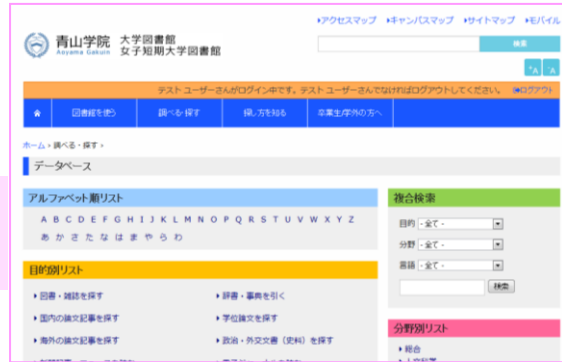 アクセスマップ キャンパスマップ サイトマップ モバイル
青山学院 大学図書館
Aoyama Gakuin 女子短期大学図書館
検索
+A -A
テスト ユーザーさんがログイン中です。テスト ユーザーさんでなければログアウトしてください。 ログアウト
図書館を使う 調べる・探す 探し方を知る 卒業生/学外の方へ
ホーム 調べる・探す
データベース
アルファベット順リスト
A B C D E F G H I J K L M N O P Q R S T U V W X Y Z
あ か さ た な は ま や ら わ
目的別リスト
図書・雑誌を探す 辞書・事典を引く
国内の論文記事を探す 学位論文を探す
海外の論文記事を探す 政治・外交文書（史料）を探す
複合検索
目的 - 全て -
分野 - 全て -
言語 - 全て -
検索
分野別リスト
総合